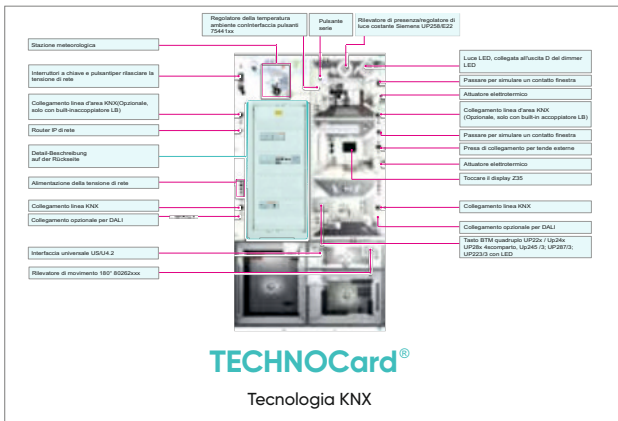 Regolatore della temperatura
ambiente conInterfaccia pulsanti
75441xx
Pulsante
serie
Rilevatore di presenza/regolatore di
luce costante Siemens UP258/E22
Stazione meteorologica
Interruttori a chiave e pulsantiper rilasciare la
tensione di rete
Collegamento linea d'area KNX(Opzionale,
solo con built-inaccoppiatore LB)
Router IP di rete
Detail-Beschreibung
auf der Rückseite
Alimentazione della tensione di rete
Collegamento linea KNX
Collegamento opzionale per DALI
Interfaccia universale US/U4.2
Rilevatore di movimento 180° 80262xxx
Luce LED, collegata all'uscita D del dimmer
LED
Passare per simulare un contatto finestra
Attuatore elettrotermico
Collegamento linea d'area KNX
(Opzionale, solo con built-in accoppiatore LB)
Passare per simulare un contatto finestra
Presa di collegamento per tende esterne
Attuatore elettrotermico
Toccare il display Z35
Collegamento linea KNX
Collegamento opzionale per DALI
Tasto BTM quadruplo UP22x / Up24x
UP28x 4scomparto, Up245 /3; UP287/3;
UP223/3 con LED
TECHNOCard®
Tecnologia KNX